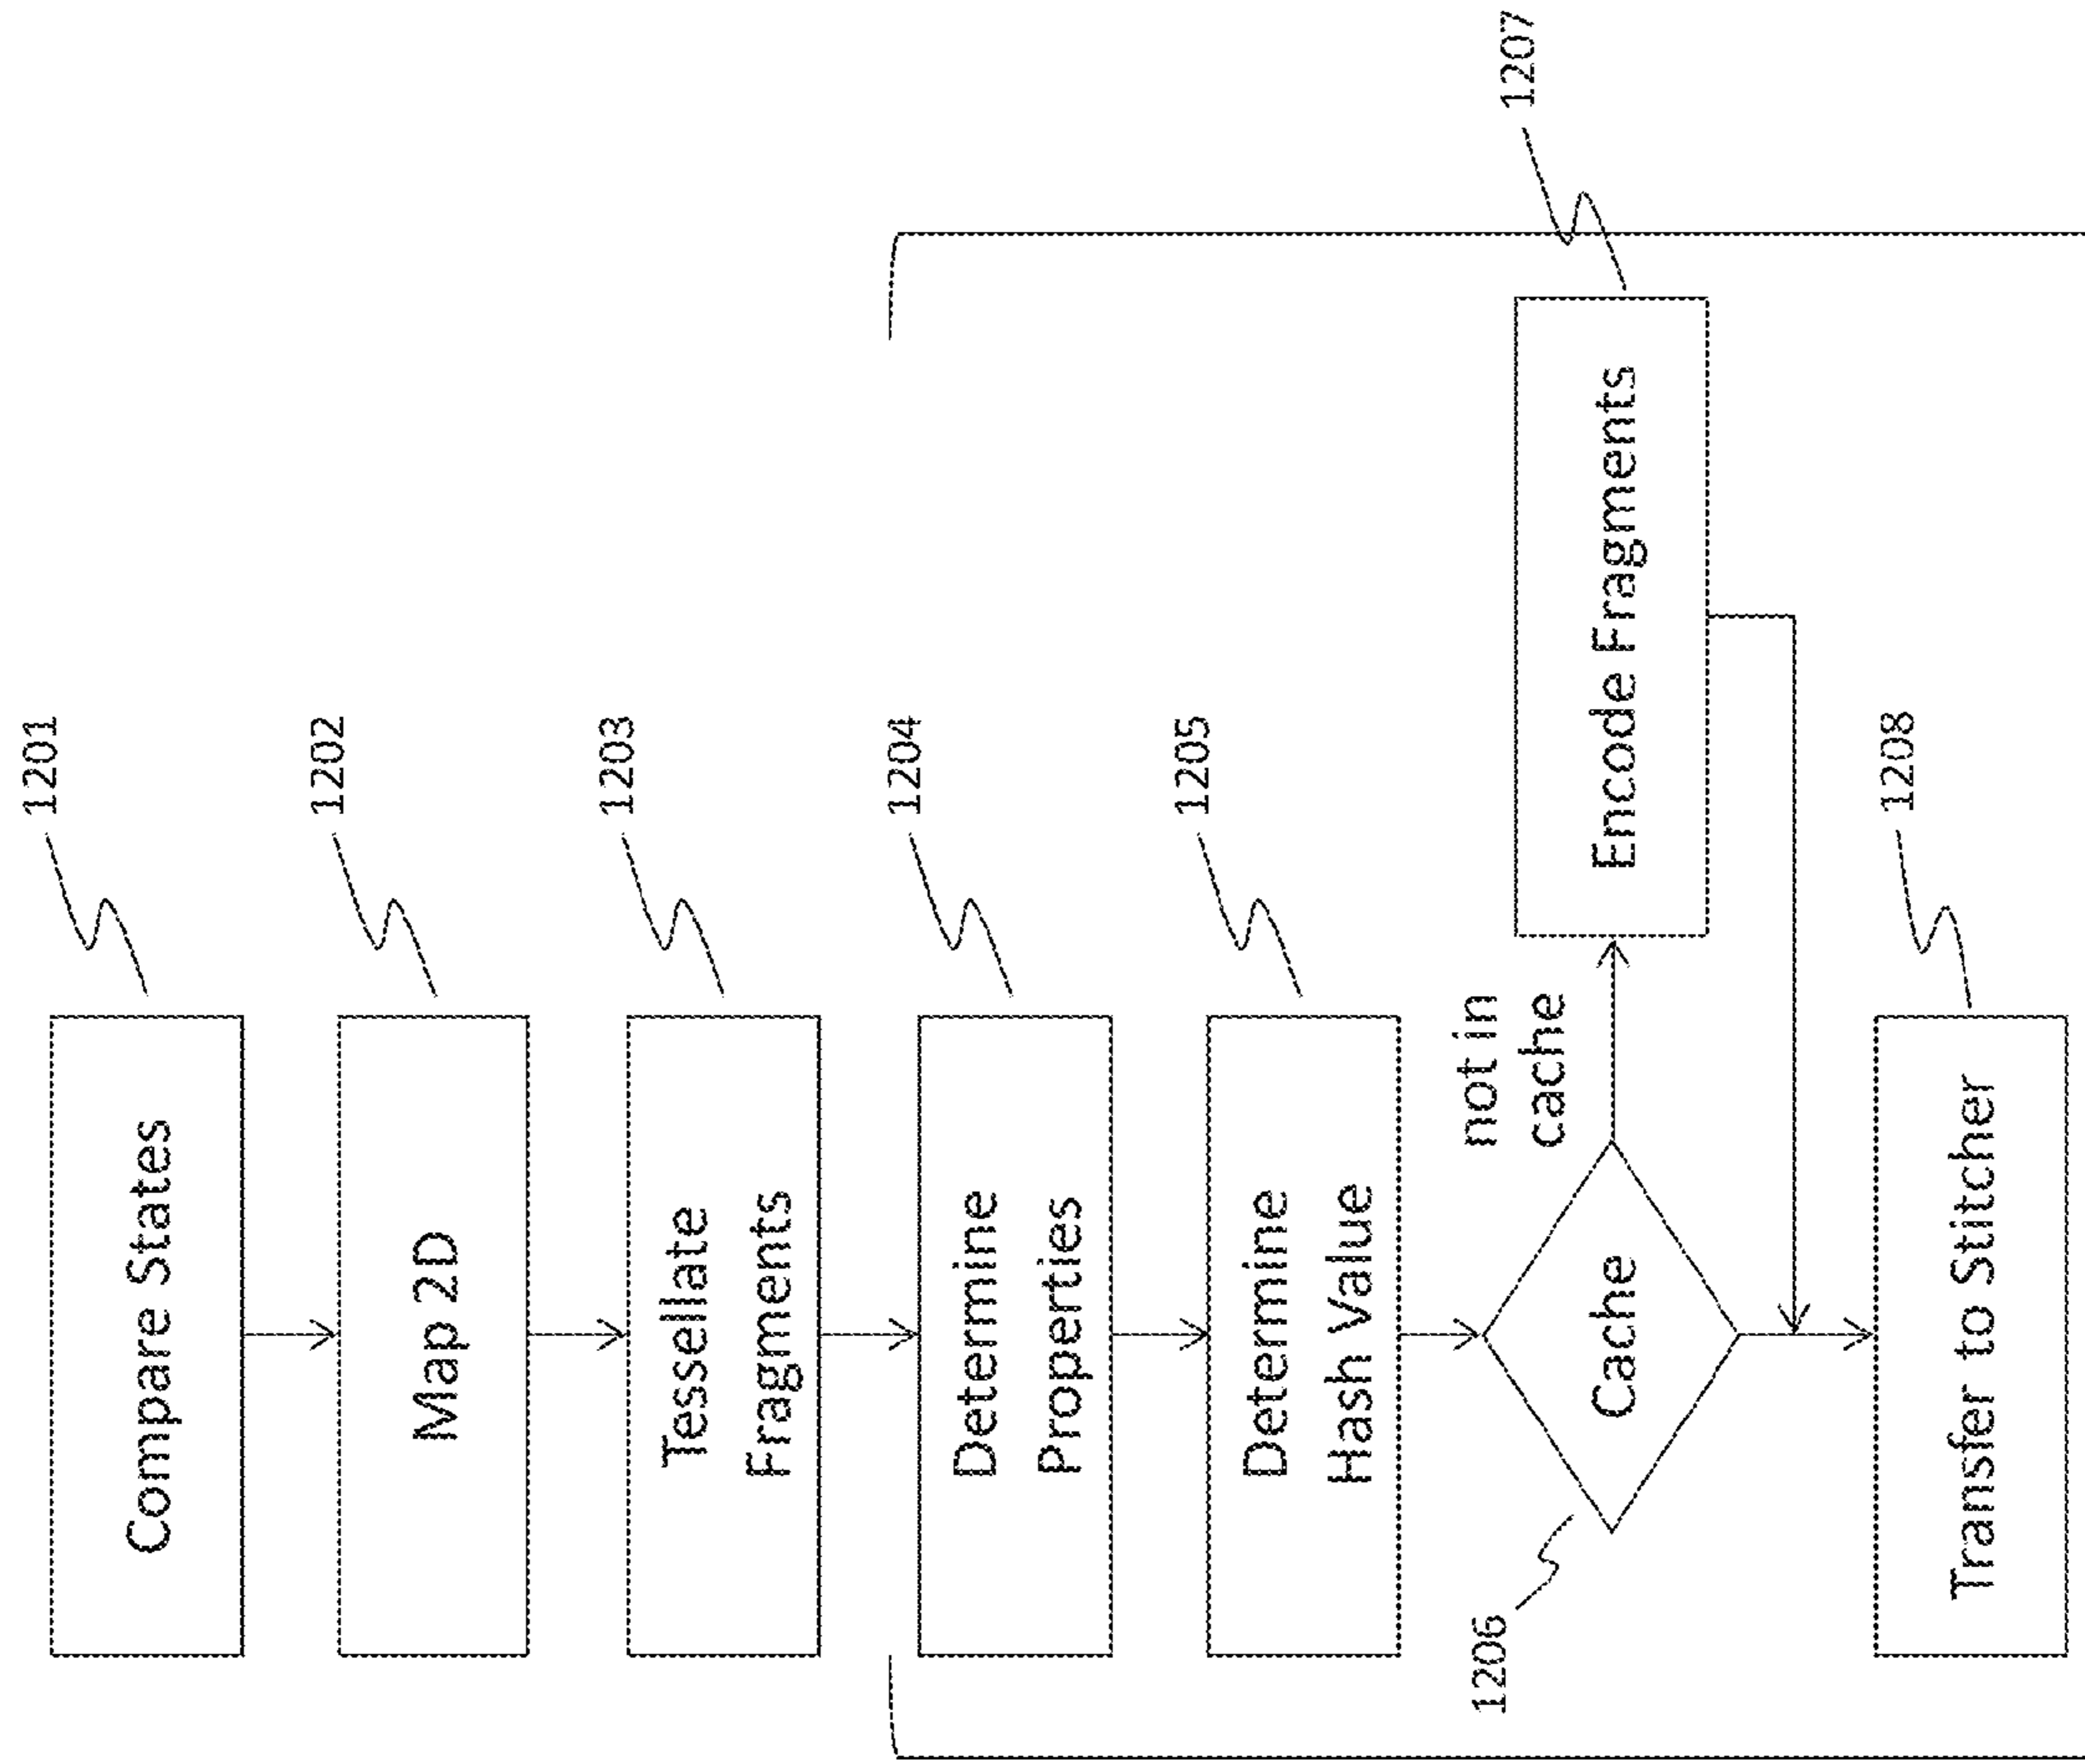 Compare States
1201
Map 2D
1202
Tessellate
Fragments
1203
Determine
Properties
1204
Determine
Hash Value
1205
Cache
1206
not in
cache
Encode Fragments
1207
Transfer to Stitcher
1208